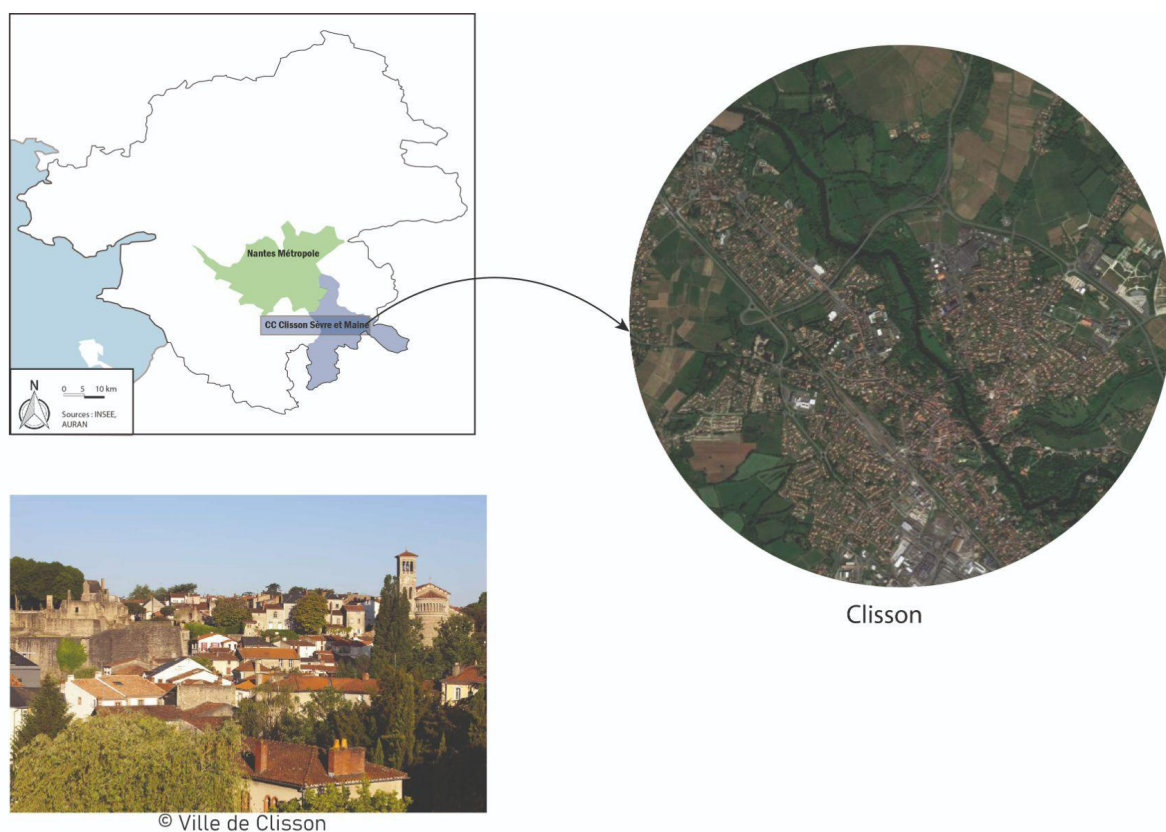 Nantes Métropole
CC Clisson Sèvre et Maine
N
0 5 10 km
Sources : INSEE,
AURAN
Clisson
© Ville de Clisson